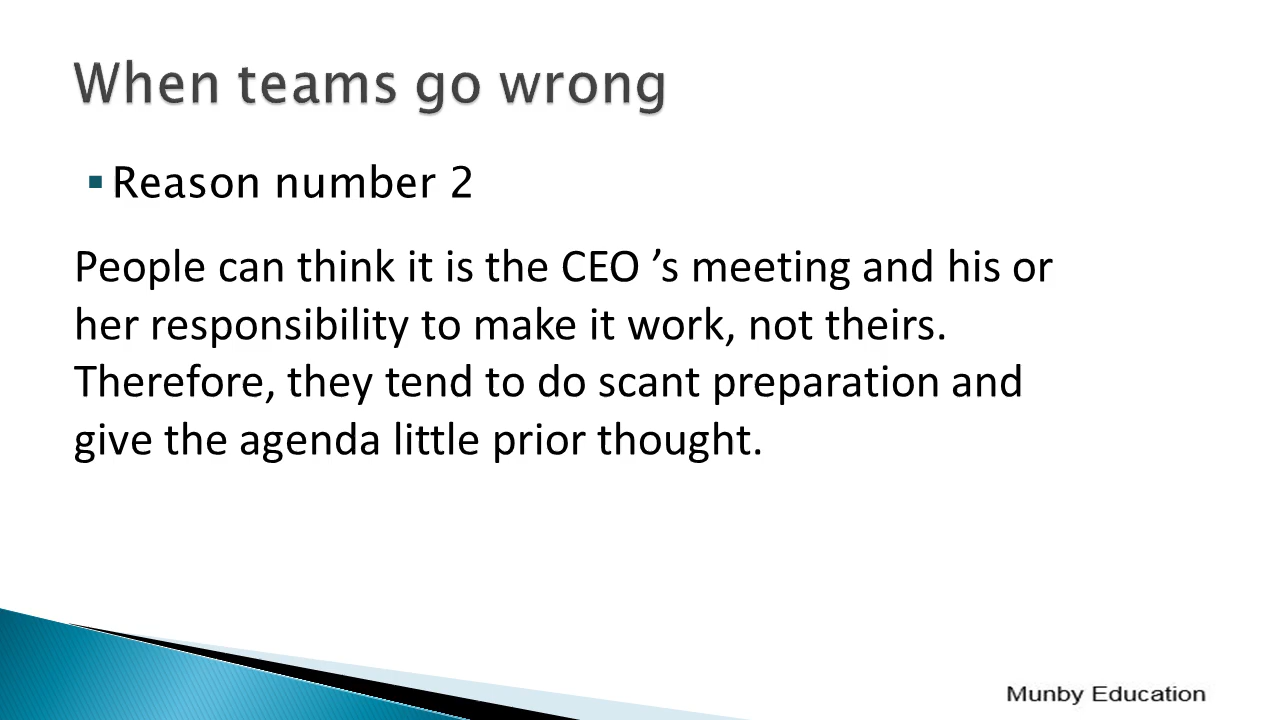 When teams go wrong
Reason number 2
People can think it is the CEO ’s meeting and his or
her responsibility to make it work, not theirs.
Therefore, they tend to do scant preparation and
give the agenda little prior thought.
Munby Education